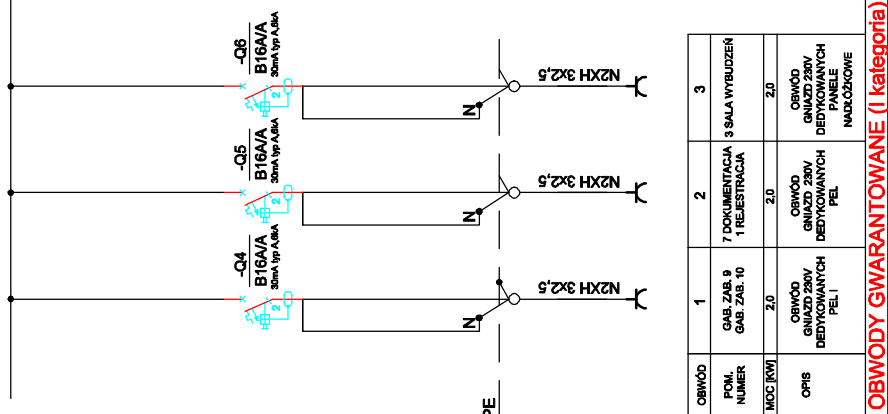 -Q4
B16A/A
30mA typ A,6kA
2
-Q5
B16A/A
30mA typ A,6kA
2
-Q6
B16A/A
30mA typ A,6kA
2
N
N
N
PE
N2XH 3x2,5
N2XH 3x2,5
N2XH 3x2,5
OBWÓD
1
2
3
POM.
NUMER
GAB. ZAB. 9
GAB. ZAB. 10
7 DOKUMENTACJA
1 REJESTRACJA
3 SALA WYBUDZEŃ
MOC [KW]
2,0
2,0
2,0
OPIS
OBWÓD
GNIAZD 230V
DEDYKOWANYCH
PEL I
OBWÓD
GNIAZD 230V
DEDYKOWANYCH
PEL
OBWÓD
GNIAZD 230V
DEDYKOWANYCH
PANELE
NADŁÓŻKOWE
OBWODY GWARANTOWANE (I kategoria)